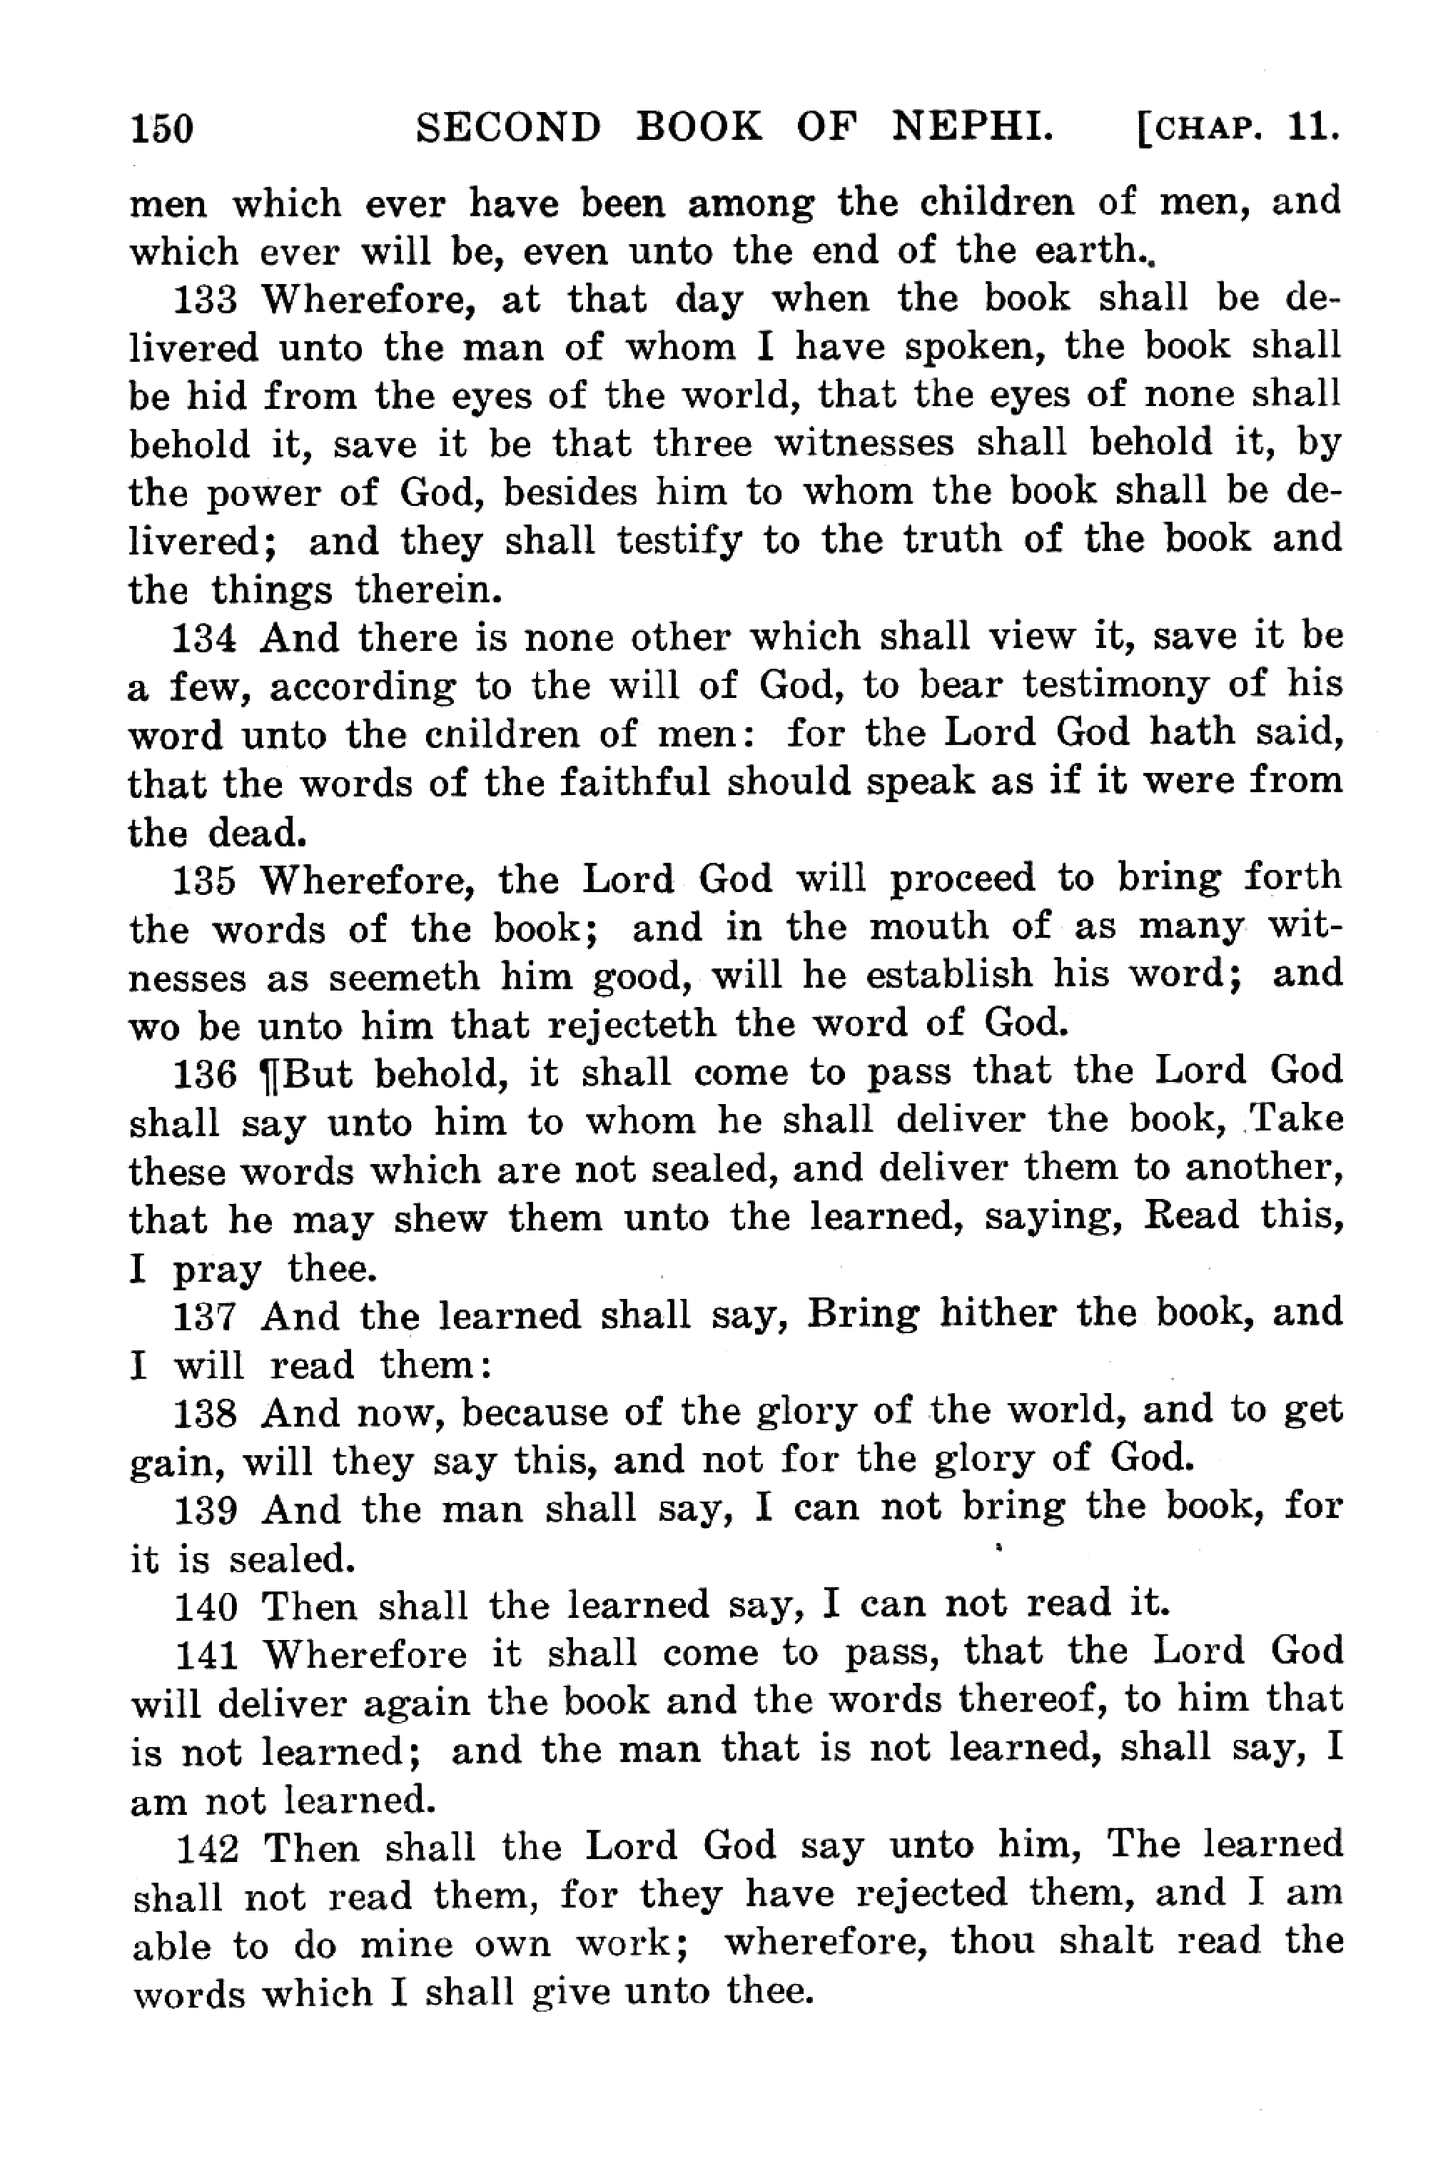 150 SECOND BOOK OF NEPHI. [CHAP. 11.
men which ever have been among the children of men, and
which ever will be, even unto the end of the earth..
133 Wherefore, at that day when the book shall be de-
livered unto the man of whom I have spoken, the book shall
be hid from the eyes of the world, that the eyes of none shall
behold it, save it be that three witnesses shall behold it, by
the power of God, besides him to whom the book shall be de-
livered; and they shall testify to the truth of the book and
the things therein.
134 And there is none other which shall view it, save it be
a few, according to the will of God, to bear testimony of his
word unto the cnildren of men: for the Lord God hath said,
that the words of the faithful should speak as if it were from
the dead.
135 Wherefore, the Lord God will proceed to bring forth
the words of the book; and in the mouth of as many wit-
nesses as seemeth him good, will he establish his word; and
wo be unto him that rejecteth the word of God.
136 ¶But behold, it shall come to pass that the Lord God
shall say unto him to whom he shall deliver the book, Take
these words which are not sealed, and deliver them to another,
that he may shew them unto the learned, saying, Read this,
I pray thee.
137 And the learned shall say, Bring hither the book, and
I will read them:
138 And now, because of the glory of the world, and to get
gain, will they say this, and not for the glory of God.
139 And the man shall say, I can not bring the book, for
it is sealed.
140 Then shall the learned say, I can not read it.
141 Wherefore it shall come to pass, that the Lord God
will deliver again the book and the words thereof, to him that
is not learned; and the man that is not learned, shall say, I
am not learned.
142 Then shall the Lord God say unto him, The learned
shall not read them, for they have rejected them, and I am
able to do mine own work; wherefore, thou shalt read the
words which I shall give unto thee.